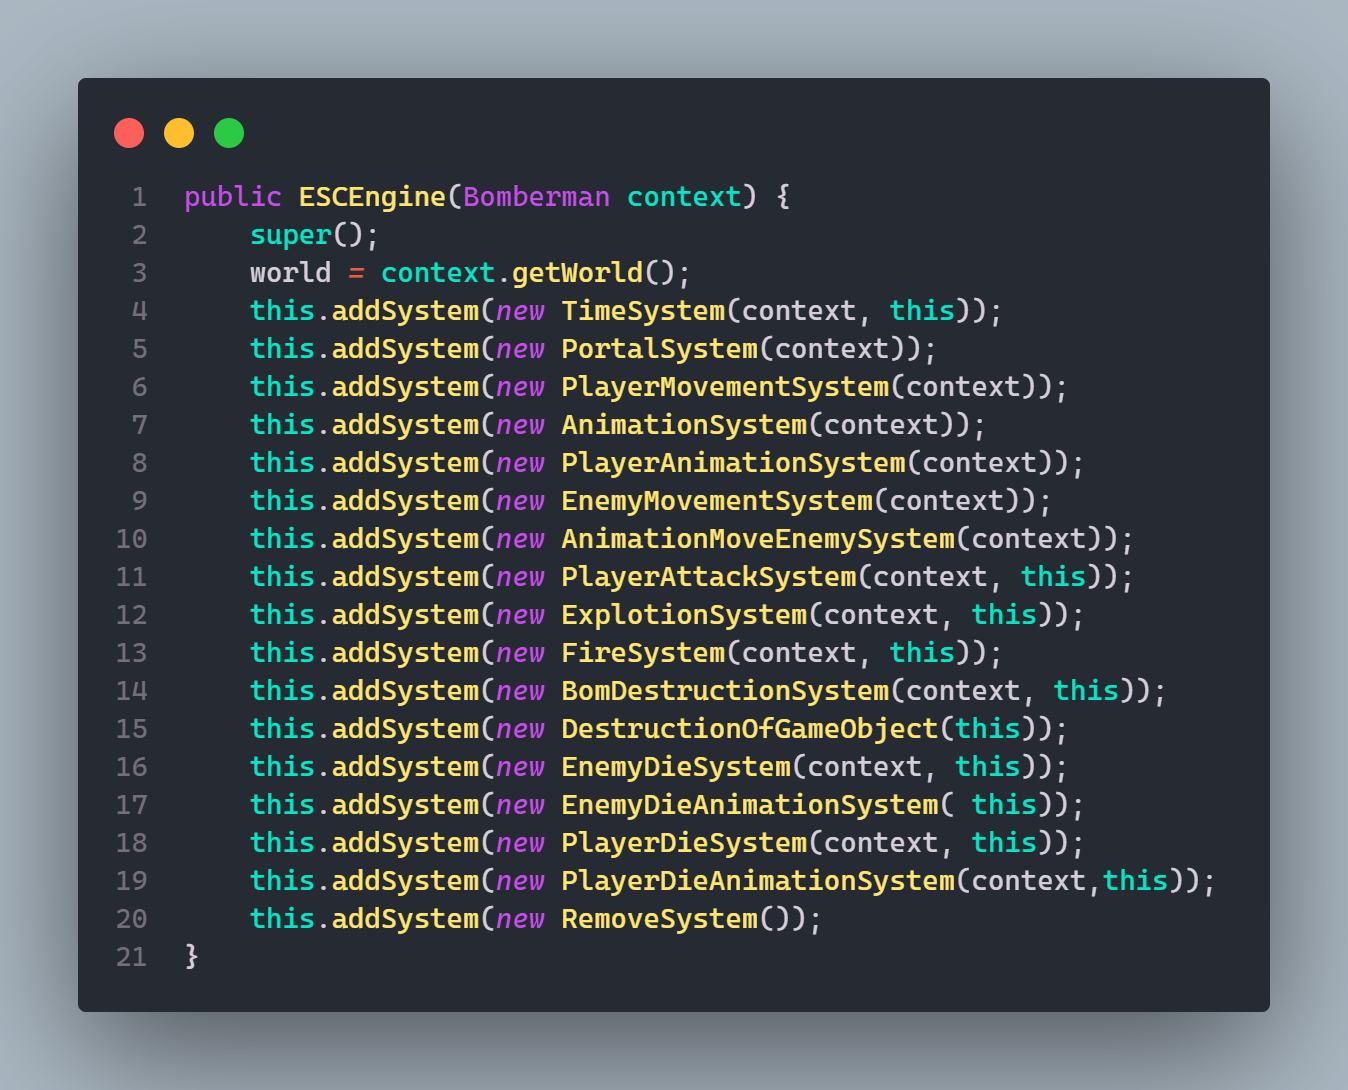 1 public ESCEngine(Bomberman context) {
2     super();
3     world = context.getWorld();
4     this.addSystem(new TimeSystem(context, this));
5     this.addSystem(new PortalSystem(context));
6     this.addSystem(new PlayerMovementSystem(context));
7     this.addSystem(new AnimationSystem(context));
8     this.addSystem(new PlayerAnimationSystem(context));
9     this.addSystem(new EnemyMovementSystem(context));
10     this.addSystem(new AnimationMoveEnemySystem(context));
11     this.addSystem(new PlayerAttackSystem(context, this));
12     this.addSystem(new ExplotionSystem(context, this));
13     this.addSystem(new FireSystem(context, this));
14     this.addSystem(new BomDestructionSystem(context, this));
15     this.addSystem(new DestructionOfGameObject(this));
16     this.addSystem(new EnemyDieSystem(context, this));
17     this.addSystem(new EnemyDieAnimationSystem( this));
18     this.addSystem(new PlayerDieSystem(context, this));
19     this.addSystem(new PlayerDieAnimationSystem(context,this));
20     this.addSystem(new RemoveSystem());
21 }